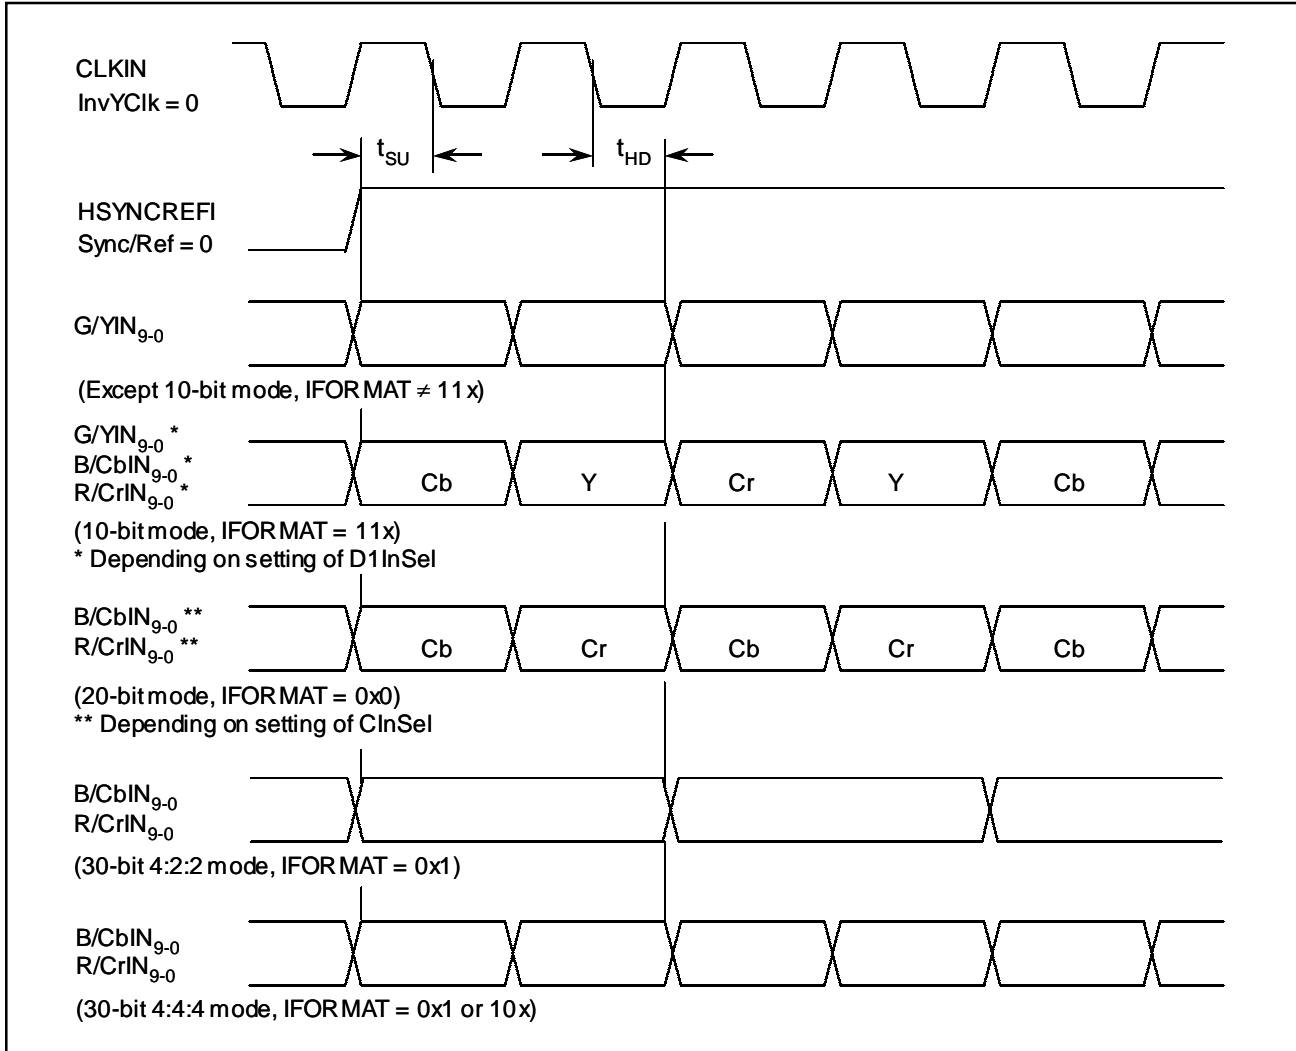 CLKIN
InvYClk = 0
tSU
tHD
HSYNCREFI
Sync/Ref = 0
G/YIN9-0
(Except 10-bit mode, IFORMAT ≠ 11x)
G/YIN9-0 *
B/CbIN9-0 *
R/CrIN9-0 *
Cb Y Cr Y Cb
(10-bit mode, IFORMAT = 11x)
* Depending on setting of D1InSel
B/CbIN9-0 **
R/CrIN9-0 **
Cb Cr Cb Cr Cb
(20-bit mode, IFORMAT = 0x0)
** Depending on setting of CInSel
B/CbIN9-0
R/CrIN9-0
(30-bit 4:2:2 mode, IFORMAT = 0x1)
B/CbIN9-0
R/CrIN9-0
(30-bit 4:4:4 mode, IFORMAT = 0x1 or 10x)